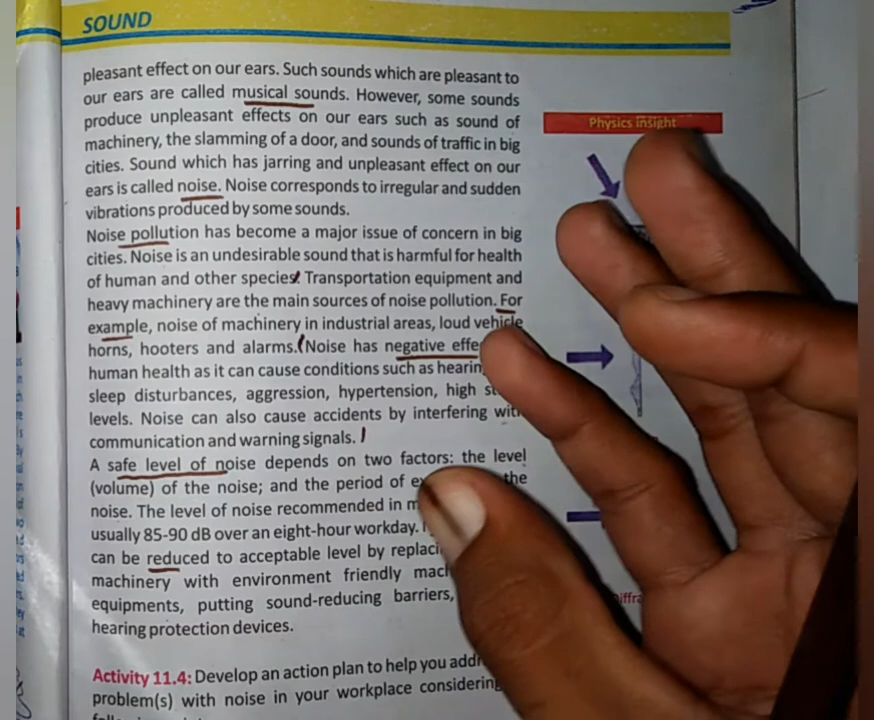 SOUND
pleasant effect on our ears. Such sounds which are pleasant to
our ears are called musical sounds. However, some sounds
produce unpleasant effects on our ears such as sound of
machinery, the slamming of a door, and sounds of traffic in big
cities. Sound which has jarring and unpleasant effect on our
ears is called noise. Noise corresponds to irregular and sudden
vibrations produced by some sounds.
Noise pollution has become a major issue of concern in big
cities. Noise is an undesirable sound that is harmful for health
of human and other species. Transportation equipment and
heavy machinery are the main sources of noise pollution. For
example, noise of machinery in industrial areas, loud vehicle
horns, hooters and alarms. Noise has negative effe
human health as it can cause conditions such as hearin
sleep disturbances, aggression, hypertension, high st
levels. Noise can also cause accidents by interfering with
communication and warning signals.
A safe level of noise depends on two factors: the level
(volume) of the noise; and the period of ex the
noise. The level of noise recommended in m
usually 85-90 dB over an eight-hour workday.
can be reduced to acceptable level by replaci
machinery with environment friendly mac
equipments, putting sound-reducing barriers,
hearing protection devices.
Activity 11.4: Develop an action plan to help you addr
problem(s) with noise in your workplace considering
Physics insight
iffra